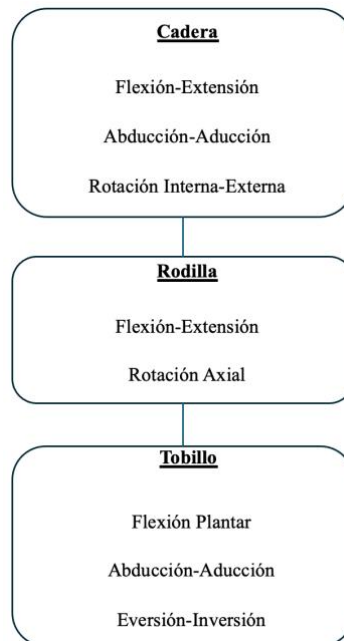 Cadera
Flexión-Extensión
Abducción-Aducción
Rotación Interna-Externa
Rodilla
Flexión-Extensión
Rotación Axial
Tobillo
Flexión Plantar
Abducción-Aducción
Eversión-Inversión